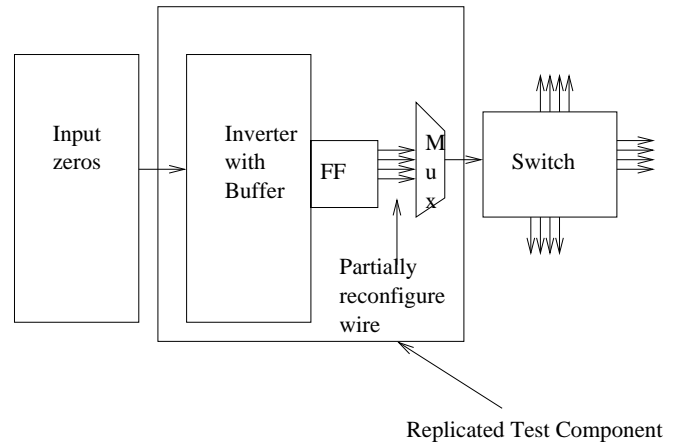 Input
zeros
Inverter
with
Buffer
FF
M
u
x
Switch
Partially
reconfigure
wire
Replicated Test Component